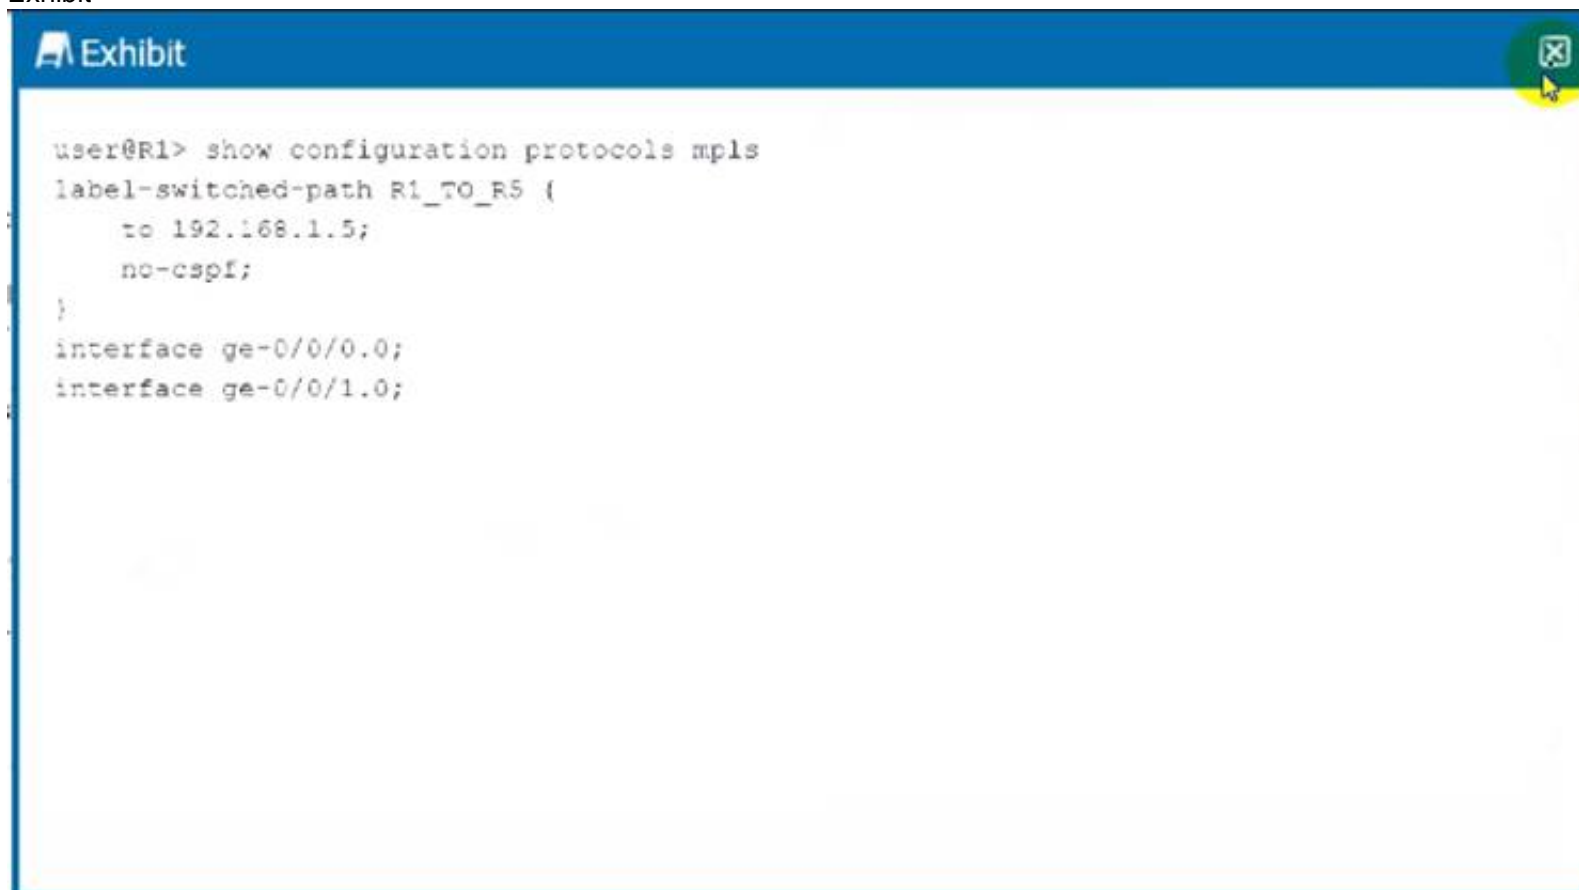 Exhibit
Exhibit
user@R1> show configuration protocols mpls
label-switched-path R1_TO_R5 {
to 192.168.1.5;
no-cspf;
}
interface ge-0/0/0.0;
interface ge-0/0/1.0;